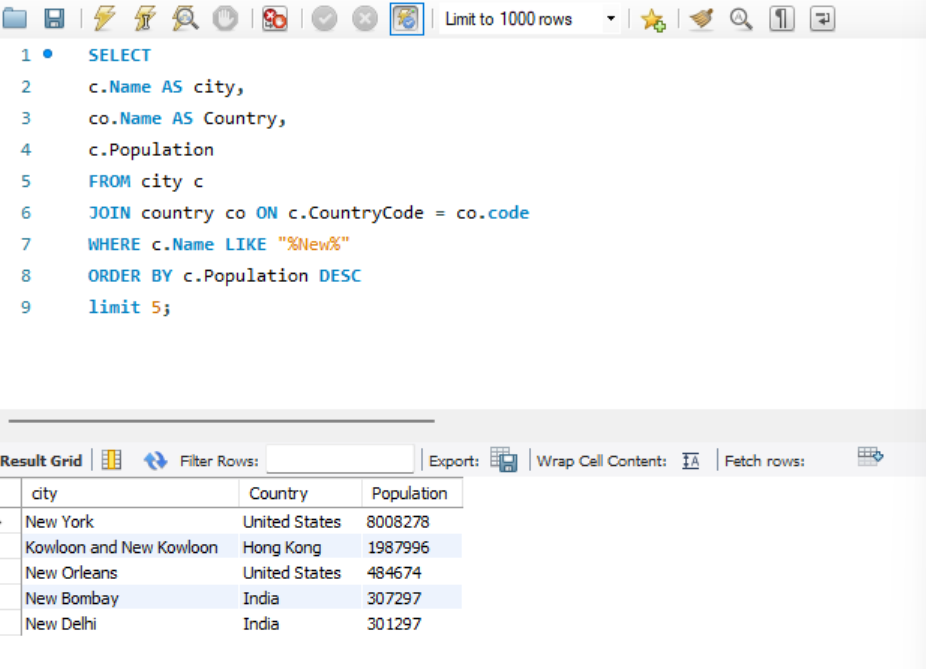 Limit to 1000 rows
1 SELECT
2 c.Name AS city,
3 co.Name AS Country,
4 c.Population
5 FROM city c
6 JOIN country co ON c.CountryCode = co.code
7 WHERE c.Name LIKE "%New%"
8 ORDER BY c.Population DESC
9 limit 5;
Result Grid Filter Rows: Export: Wrap Cell Content: IA Fetch rows:
city Country Population
New York United States 8008278
Kowloon and New Kowloon Hong Kong 1987996
New Orleans United States 484674
New Bombay India 307297
New Delhi India 301297